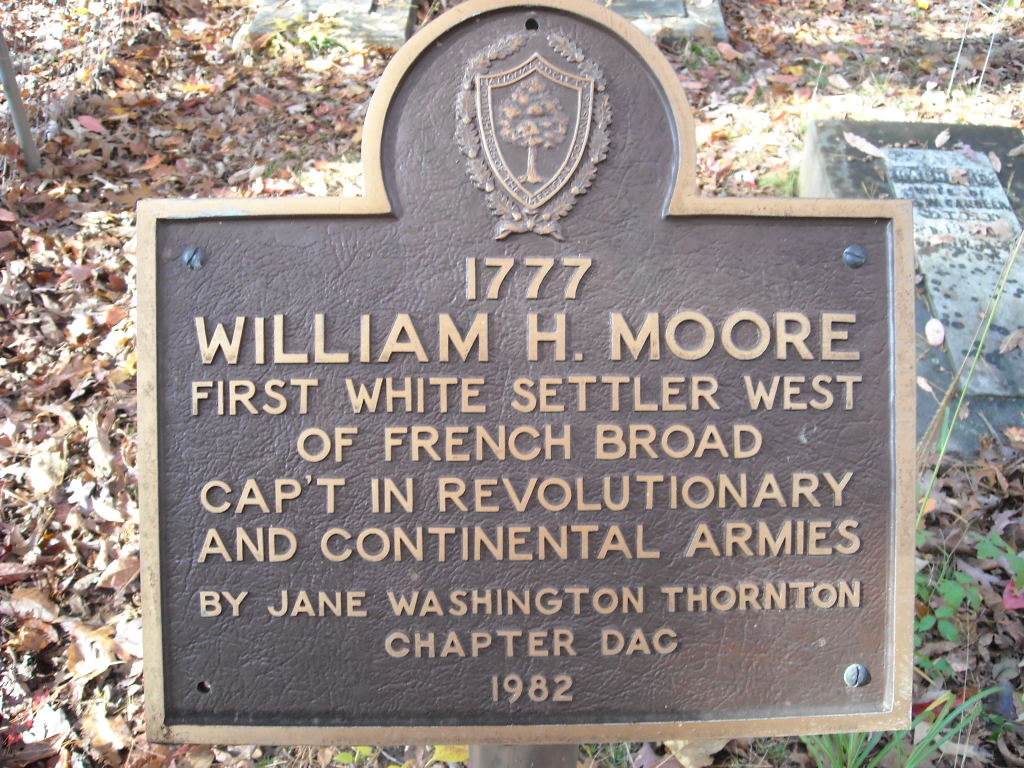 1777
WILLIAM H. MOORE
FIRST WHITE SETTLER WEST
OF FRENCH BROAD
CAP'T IN REVOLUTIONARY
AND CONTINENTAL ARMIES
BY JANE WASHINGTON THORNTON
CHAPTER DAC
1982